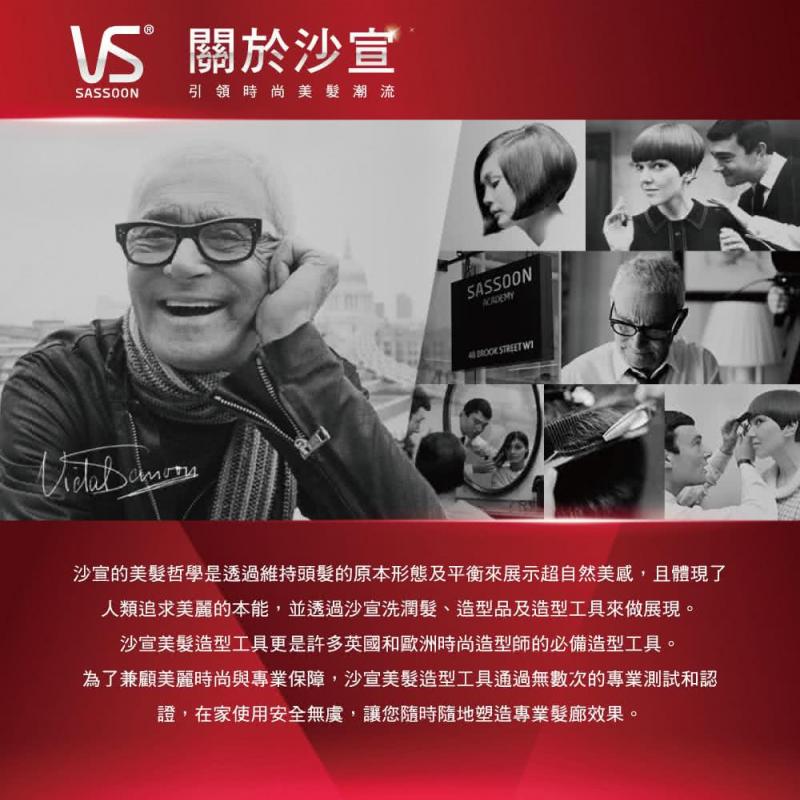 VS®
SASSOON
關於沙宣
引領時尚美髮潮流
SASSOON
ACADEMY
48 BROOK STREET W1
Vidal Sassoon
沙宣的美髮哲學是透過維持頭髮的原本形態及平衡來展示超自然美感，且體現了
人類追求美麗的本能，並透過沙宣洗潤髮、造型品及造型工具來做展現。
沙宣美髮造型工具更是許多英國和歐洲時尚造型師的必備造型工具。
為了兼顧美麗時尚與專業保障，沙宣美髮造型工具通過無數次的專業測試和認
證，在家使用安全無虞，讓您隨時隨地塑造專業髮廊效果。